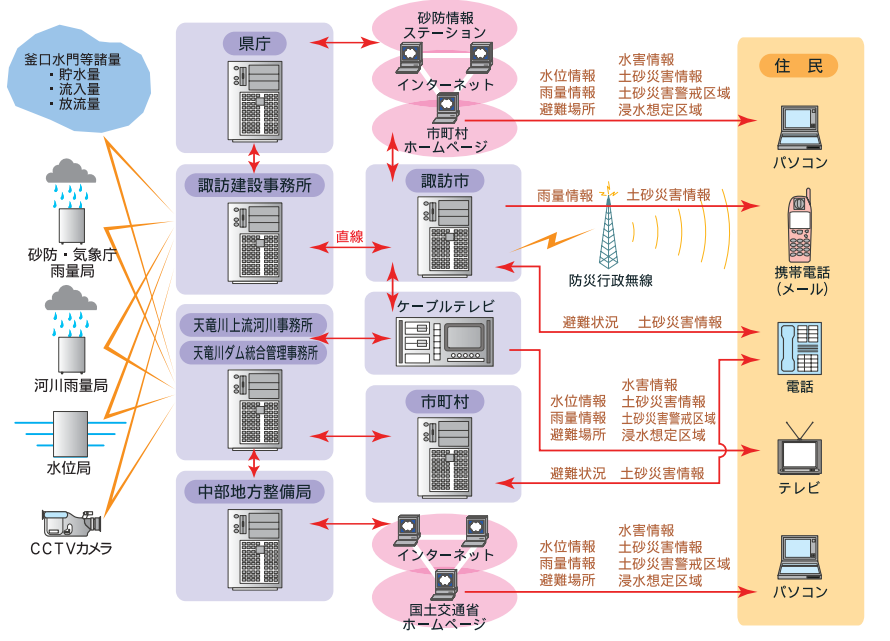 釜口水門等諸量
・貯水量
・流入量
・放流量
砂防・気象庁
雨量局
河川雨量局
水位局
CCTVカメラ
県庁
諏訪建設事務所
天竜川上流河川事務所
天竜川ダム統合管理事務所
中部地方整備局
直線
砂防情報
ステーション
インターネット
市町村
ホームページ
諏訪市
ケーブルテレビ
市町村
インターネット
国土交通省
ホームページ
水害情報
水位情報 土砂災害情報
雨量情報 土砂災害警戒区域
避難場所 浸水想定区域
雨量情報 土砂災害情報
防災行政無線
避難状況 土砂災害情報
水害情報
水位情報 土砂災害情報
雨量情報 土砂災害警戒区域
避難場所 浸水想定区域
避難状況 土砂災害情報
水害情報
水位情報 土砂災害情報
雨量情報 土砂災害警戒区域
避難場所 浸水想定区域
住 民
パソコン
携帯電話
(メール)
電話
テレビ
パソコン